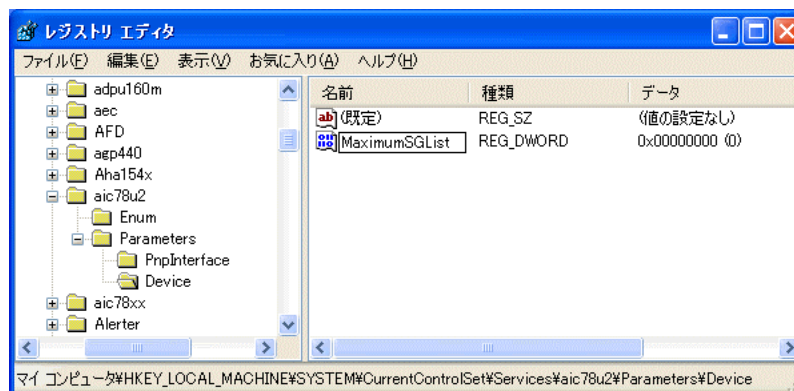 レジストリ エディタ
ファイル(F) 編集(E) 表示(V) お気に入り(A) ヘルプ(H)
adpu160m
aec
AFD
agp440
Aha154x
aic78u2
Enum
Parameters
PnpInterface
Device
aic78xx
Alerter
名前 種類 データ
ab (既定) REG_SZ (値の設定なし)
MaximumSGList REG_DWORD 0x00000000 (0)
マイ コンピュータ¥HKEY_LOCAL_MACHINE¥SYSTEM¥CurrentControlSet¥Services¥aic78u2¥Parameters¥Device